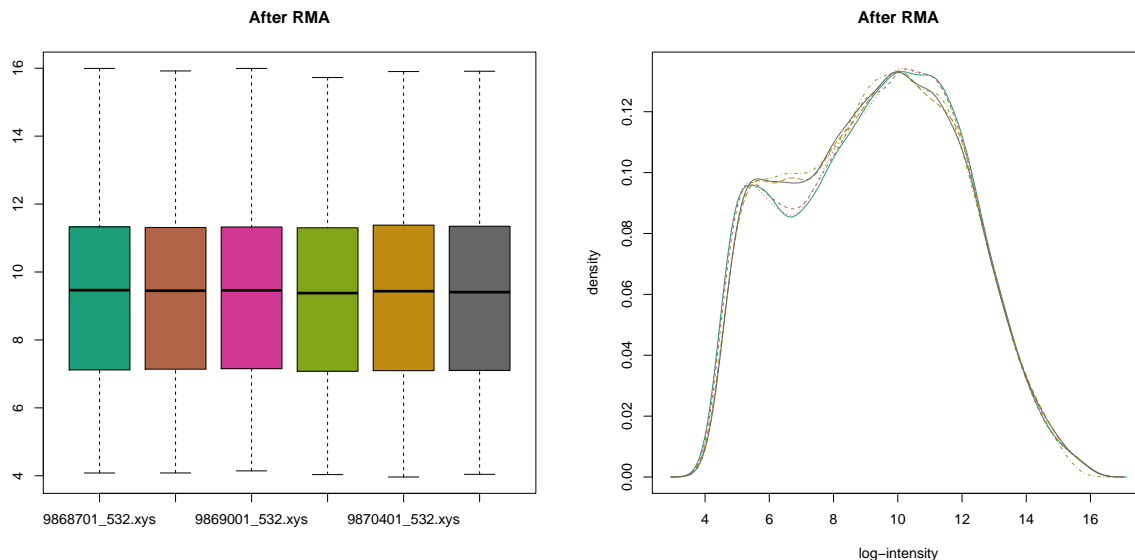 After RMA
16
14
12
10
8
6
4
9868701_532.xys 9869001_532.xys 9870401_532.xys
After RMA
density
0.12
0.10
0.08
0.06
0.04
0.02
0.00
4 6 8 10 12 14 16
log-intensity